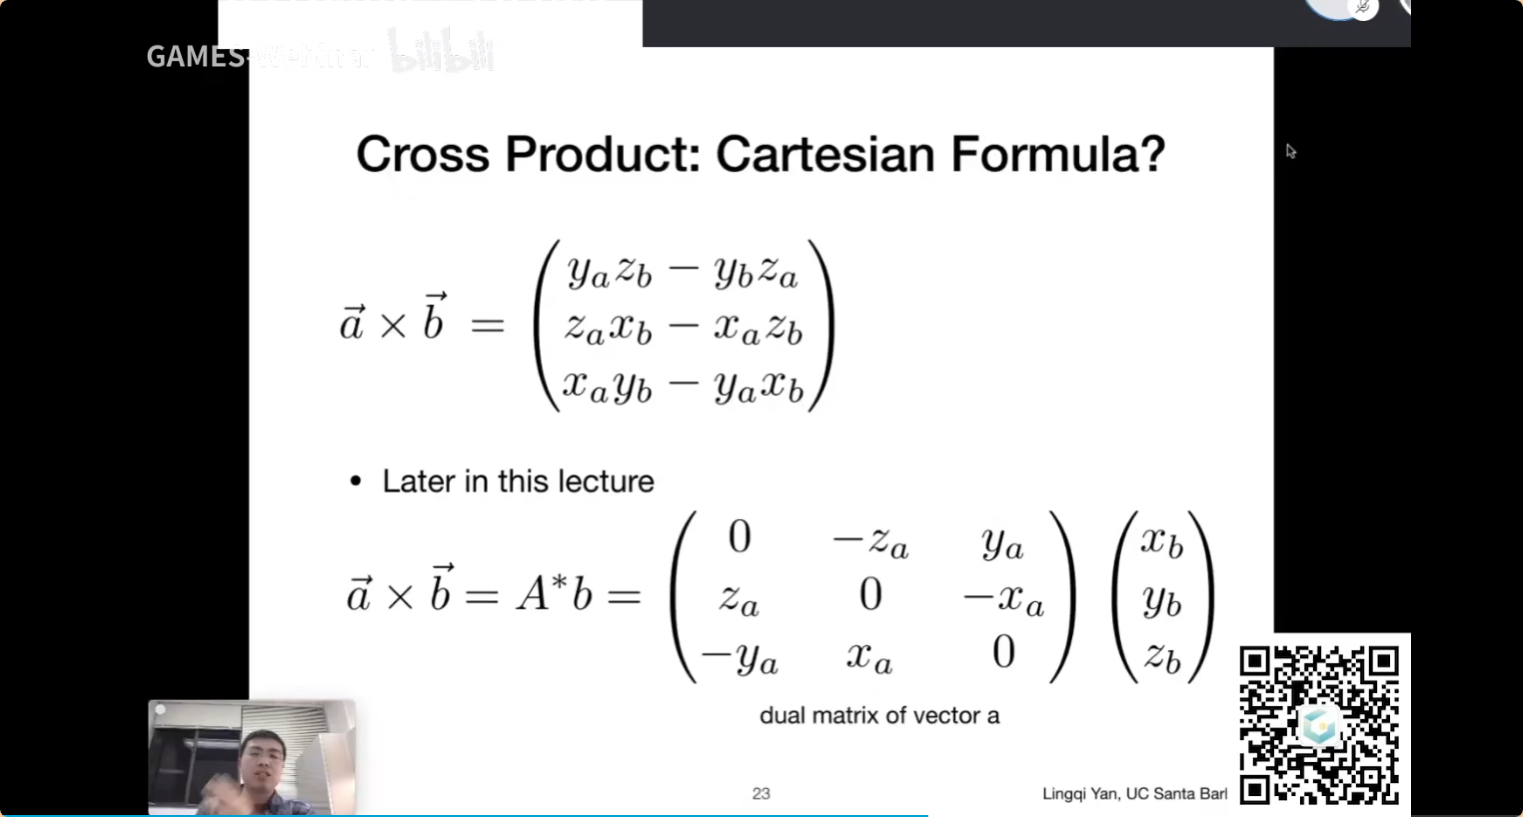 GAMES-Webinar bilibili
Cross Product: Cartesian Formula?
$\vec{a} \times \vec{b} = \begin{pmatrix} y_a z_b - y_b z_a \\ z_a x_b - x_a z_b \\ x_a y_b - y_a x_b \end{pmatrix}$
• Later in this lecture
$\vec{a} \times \vec{b} = A^* b = \begin{pmatrix} 0 & -z_a & y_a \\ z_a & 0 & -x_a \\ -y_a & x_a & 0 \end{pmatrix} \begin{pmatrix} x_b \\ y_b \\ z_b \end{pmatrix}$
dual matrix of vector a
23
Lingqi Yan, UC Santa Barl